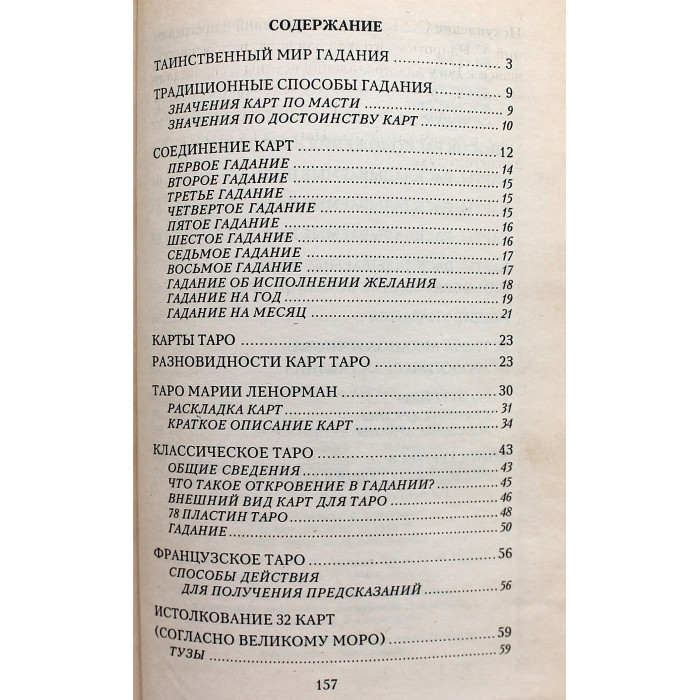 СОДЕРЖАНИЕ
ТАИНСТВЕННЫЙ МИР ГАДАНИЯ 3
ТРАДИЦИОННЫЕ СПОСОБЫ ГАДАНИЯ 9
ЗНАЧЕНИЯ КАРТ ПО МАСТИ 9
ЗНАЧЕНИЯ ПО ДОСТОИНСТВУ КАРТ 10
СОЕДИНЕНИЕ КАРТ 12
ПЕРВОЕ ГАДАНИЕ 14
ВТОРОЕ ГАДАНИЕ 15
ТРЕТЬЕ ГАДАНИЕ 15
ЧЕТВЕРТОЕ ГАДАНИЕ 15
ПЯТОЕ ГАДАНИЕ 16
ШЕСТОЕ ГАДАНИЕ 16
СЕДЬМОЕ ГАДАНИЕ 17
ВОСЬМОЕ ГАДАНИЕ 17
ГАДАНИЕ ОБ ИСПОЛНЕНИИ ЖЕЛАНИЯ 18
ГАДАНИЕ НА ГОД 19
ГАДАНИЕ НА МЕСЯЦ 21
КАРТЫ ТАРО 23
РАЗНОВИДНОСТИ КАРТ ТАРО 23
ТАРО МАРИИ ЛЕНОРМАН 30
РАСКЛАДКА КАРТ 31
КРАТКОЕ ОПИСАНИЕ КАРТ 34
КЛАССИЧЕСКОЕ ТАРО 43
ОБЩИЕ СВЕДЕНИЯ 43
ЧТО ТАКОЕ ОТКРОВЕНИЕ В ГАДАНИИ? 45
ВНЕШНИЙ ВИД КАРТ ДЛЯ ТАРО 46
78 ПЛАСТИН ТАРО 48
ГАДАНИЕ 50
ФРАНЦУЗСКОЕ ТАРО 56
СПОСОБЫ ДЕЙСТВИЯ
ДЛЯ ПОЛУЧЕНИЯ ПРЕДСКАЗАНИЙ 56
ИСТОЛКОВАНИЕ 32 КАРТ
(СОГЛАСНО ВЕЛИКОМУ МОРО) 59
ТУЗЫ 59
157